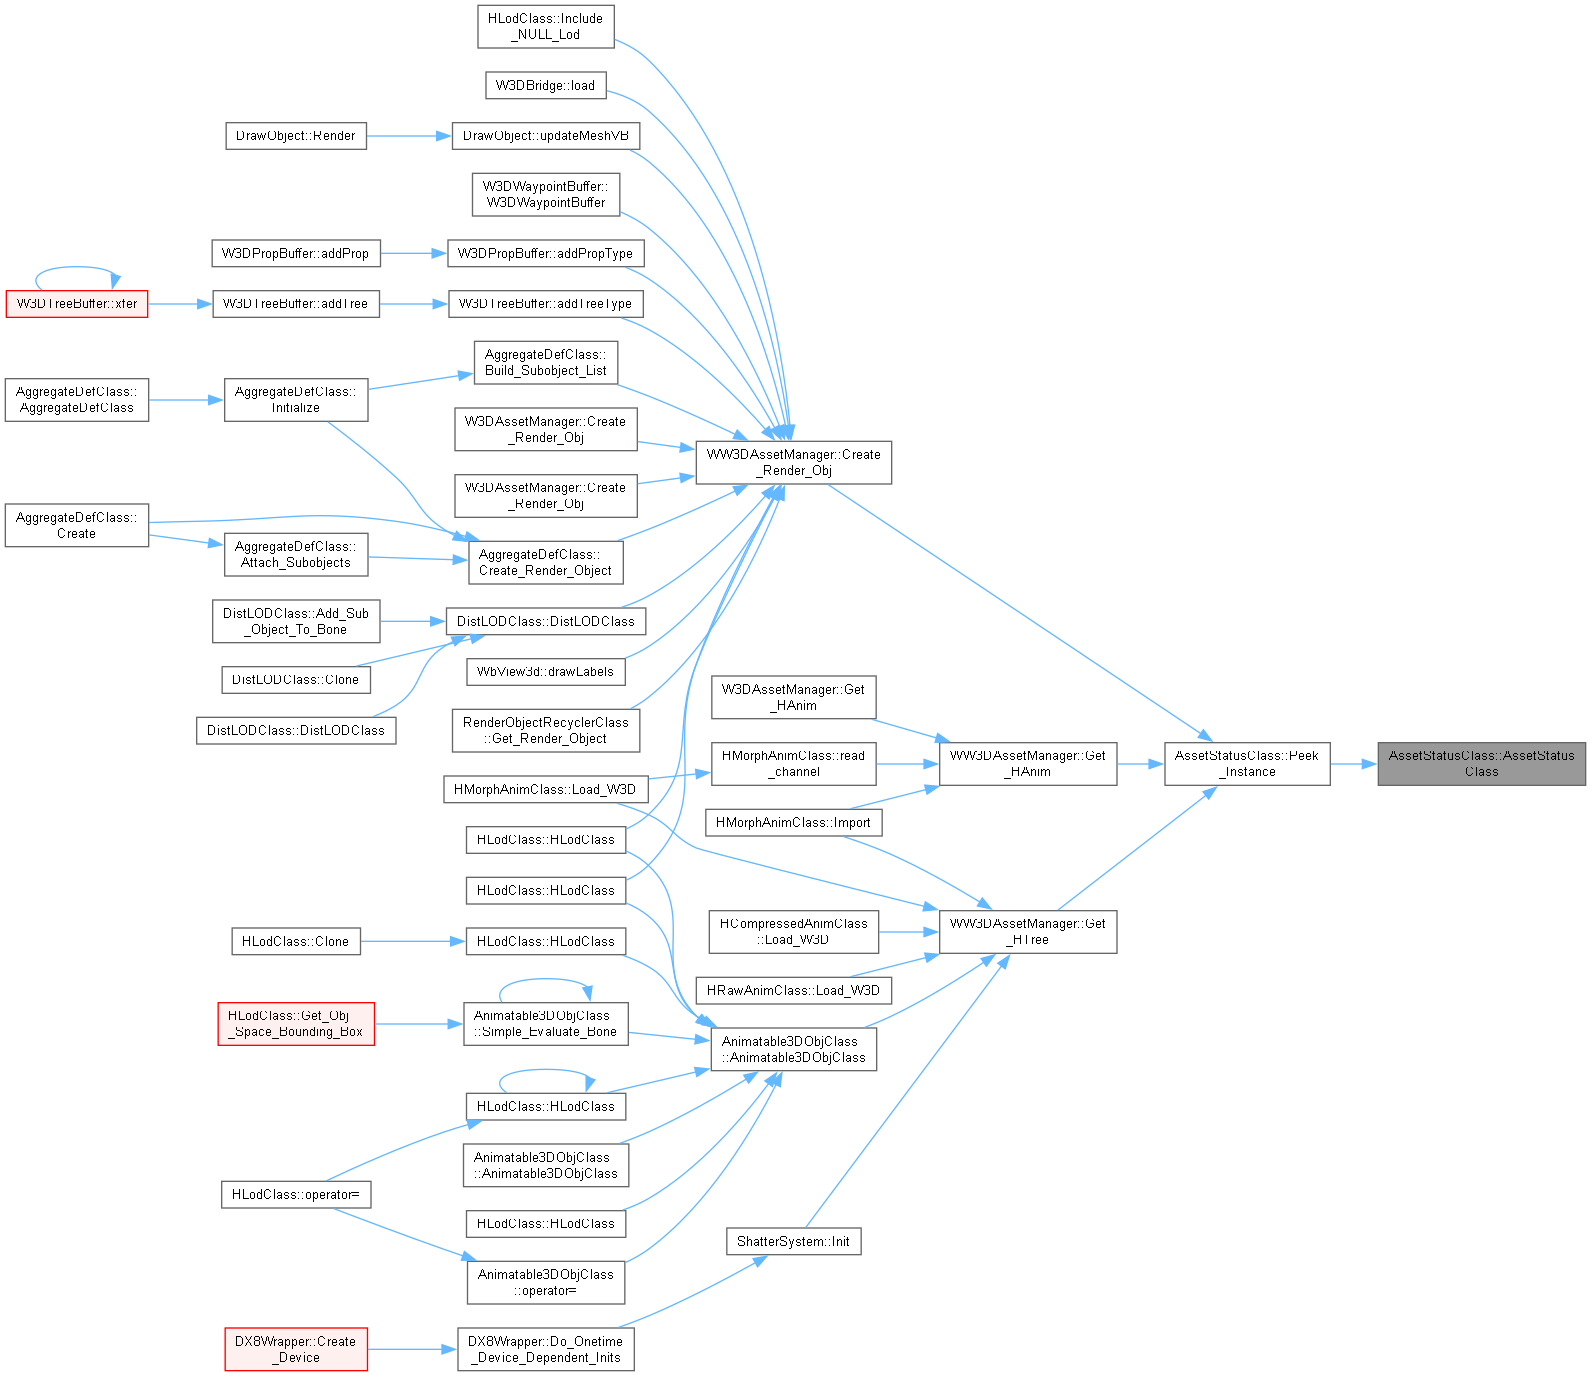 HLodClass::Include
_NULL_Lod
W3DBridge::load
DrawObject::Render
DrawObject::updateMeshVB
W3DWaypointBuffer::
W3DWaypointBuffer
W3DPropBuffer::addProp
W3DPropBuffer::addPropType
W3DTreeBuffer::xfer
W3DTreeBuffer::addTree
W3DTreeBuffer::addTreeType
AggregateDefClass::
Build_Subobject_List
AggregateDefClass::
AggregateDefClass
AggregateDefClass::
Initialize
W3DAssetManager::Create
_Render_Obj
WW3DAssetManager::Create
_Render_Obj
W3DAssetManager::Create
_Render_Obj
AggregateDefClass::
Create
AggregateDefClass::
Attach_Subobjects
AggregateDefClass::
Create_Render_Object
DistLODClass::Add_Sub
_Object_To_Bone
DistLODClass::DistLODClass
DistLODClass::Clone
WbView3d::drawLabels
DistLODClass::DistLODClass
RenderObjectRecyclerClass
::Get_Render_Object
W3DAssetManager::Get
_HAnim
HMorphAnimClass::read
_channel
WW3DAssetManager::Get
_HAnim
AssetStatusClass::Peek
_Instance
AssetStatusClass::AssetStatus
Class
HMorphAnimClass::Load_W3D
HMorphAnimClass::Import
HLodClass::HLodClass
HLodClass::HLodClass
HCompressedAnimClass
::Load_W3D
WW3DAssetManager::Get
_HTree
HLodClass::Clone
HLodClass::HLodClass
HRawAnimClass::Load_W3D
HLodClass::Get_Obj
_Space_Bounding_Box
Animatable3DObjClass
::Simple_Evaluate_Bone
Animatable3DObjClass
::Animatable3DObjClass
HLodClass::HLodClass
Animatable3DObjClass
::Animatable3DObjClass
HLodClass::operator=
HLodClass::HLodClass
ShatterSystem::Init
Animatable3DObjClass
::operator=
DX8Wrapper::Create
_Device
DX8Wrapper::Do_Onetime
_Device_Dependent_Inits